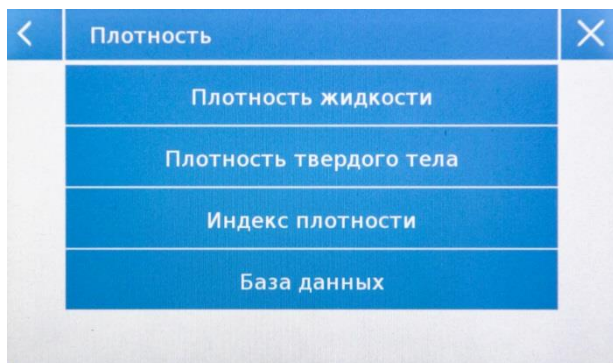 Плотность
Плотность жидкости
Плотность твердого тела
Индекс плотности
База данных